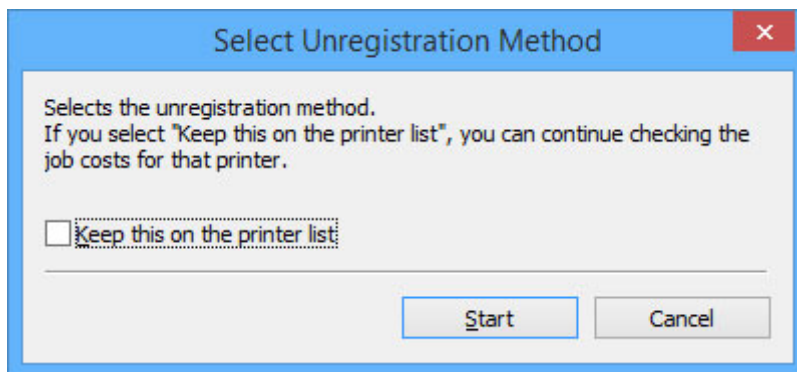 Select Unregistration Method
Selects the unregistration method.
If you select "Keep this on the printer list", you can continue checking the
job costs for that printer.
Keep this on the printer list
Start
Cancel